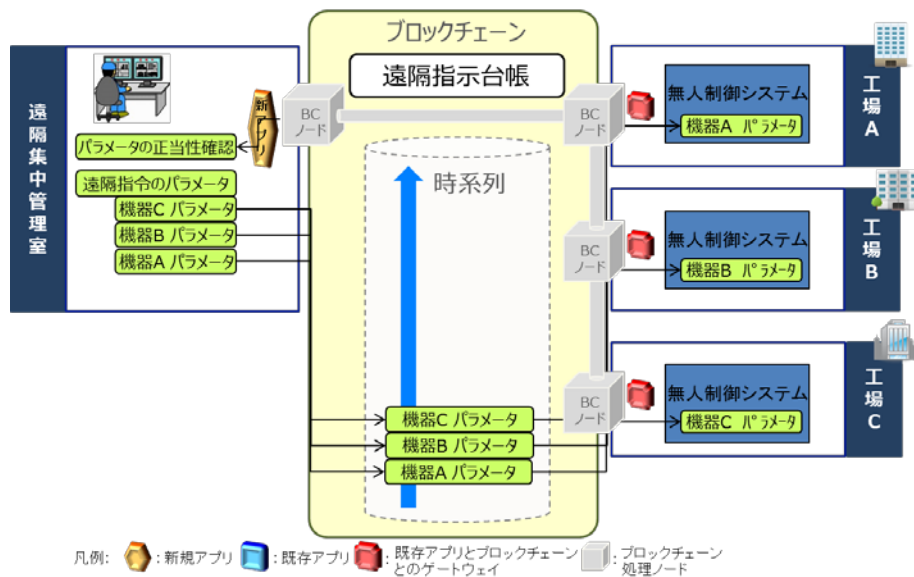 ブロックチェーン
遠隔指示台帳
遠隔集中管理室
新アプリ
BC
ノード
パラメータの正当性確認
遠隔指令のパラメータ
機器C パラメータ
機器B パラメータ
機器A パラメータ
時系列
機器C パラメータ
機器B パラメータ
機器A パラメータ
BC
ノード
無人制御システム
機器A パラメータ
工場A
BC
ノード
無人制御システム
機器B パラメータ
工場B
BC
ノード
無人制御システム
機器C パラメータ
工場C
凡例:
:新規アプリ
:既存アプリ
:既存アプリとブロックチェーン
とのゲートウェイ
:ブロックチェーン
処理ノード